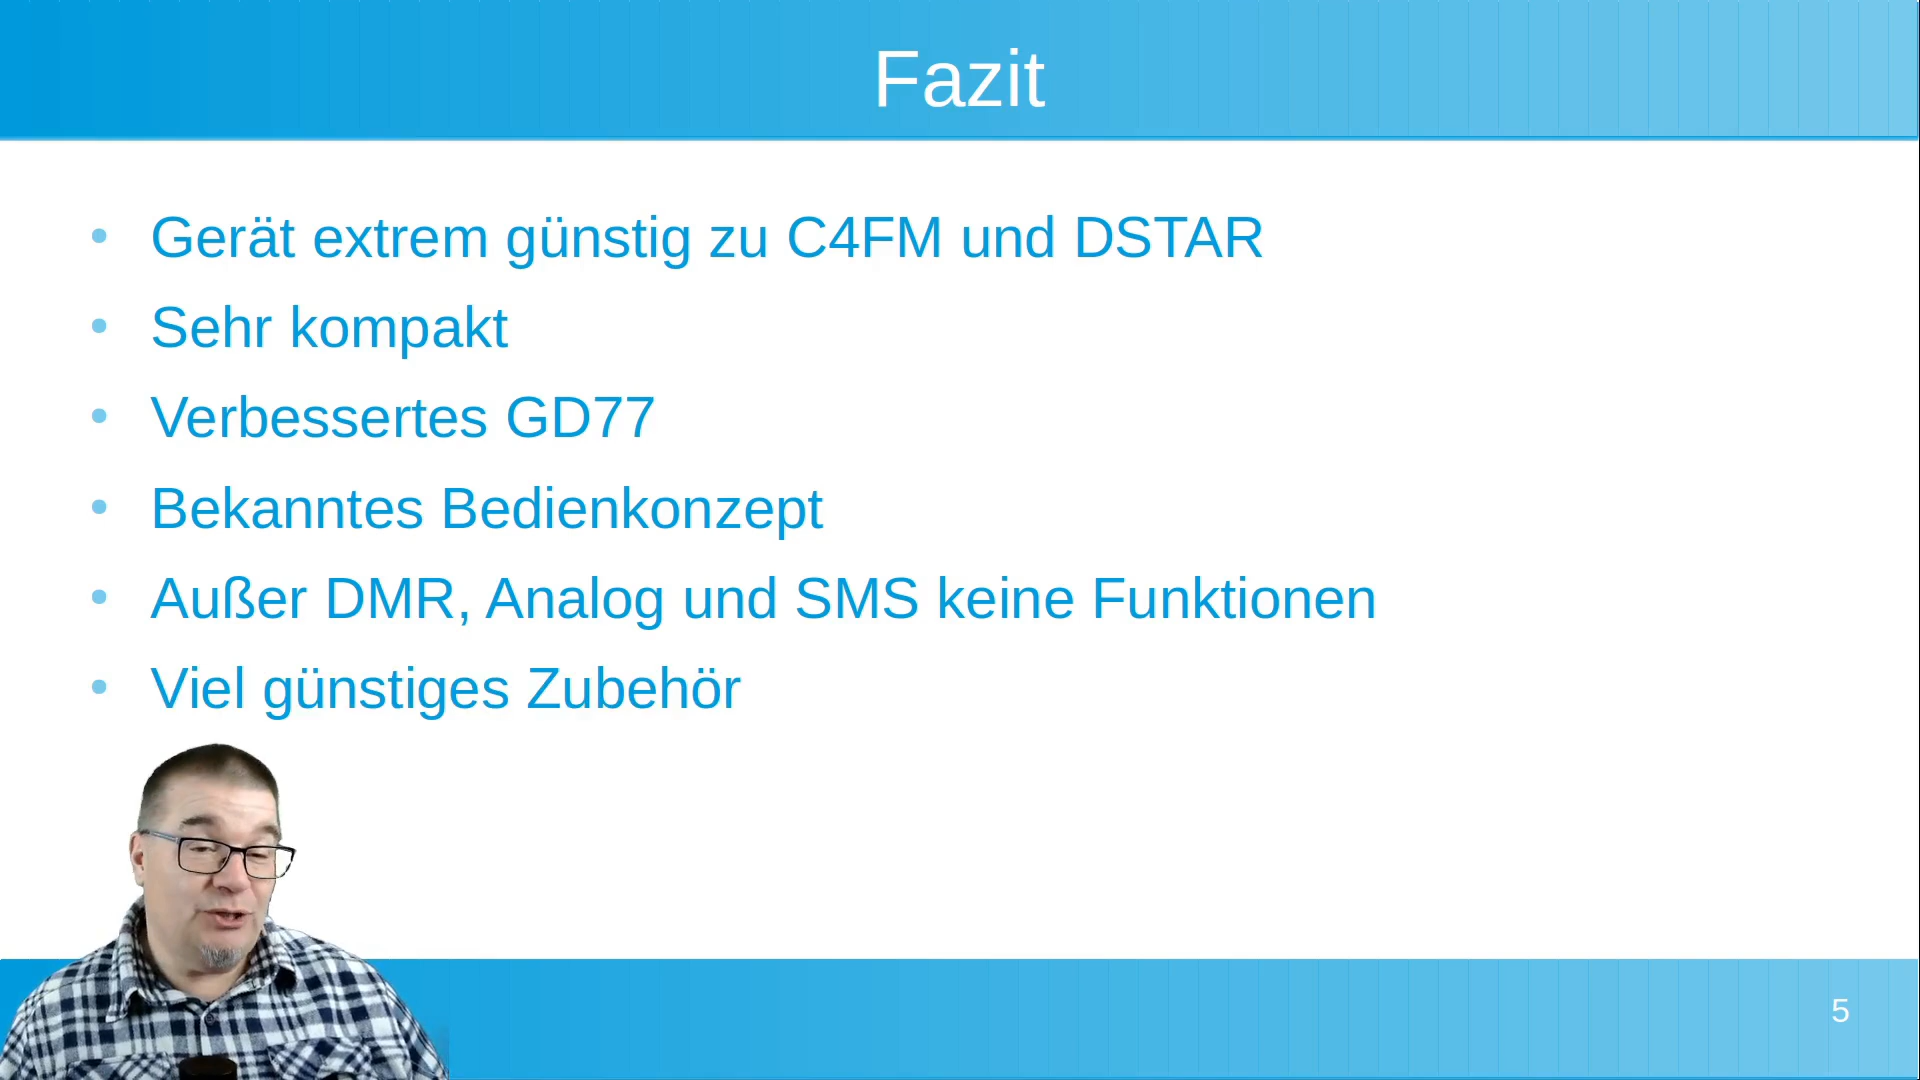 Fazit
• Gerät extrem günstig zu C4FM und DSTAR
• Sehr kompakt
• Verbessertes GD77
• Bekanntes Bedienkonzept
• Außer DMR, Analog und SMS keine Funktionen
• Viel günstiges Zubehör
5